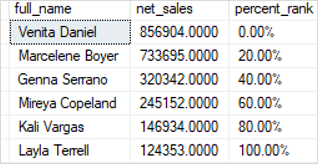 full_name net_sales percent_rank
Venita Daniel 856904.0000 0.00%
Marcelene Boyer 733695.0000 20.00%
Genna Serrano 320342.0000 40.00%
Mireya Copeland 245152.0000 60.00%
Kali Vargas 146934.0000 80.00%
Layla Terrell 124353.0000 100.00%